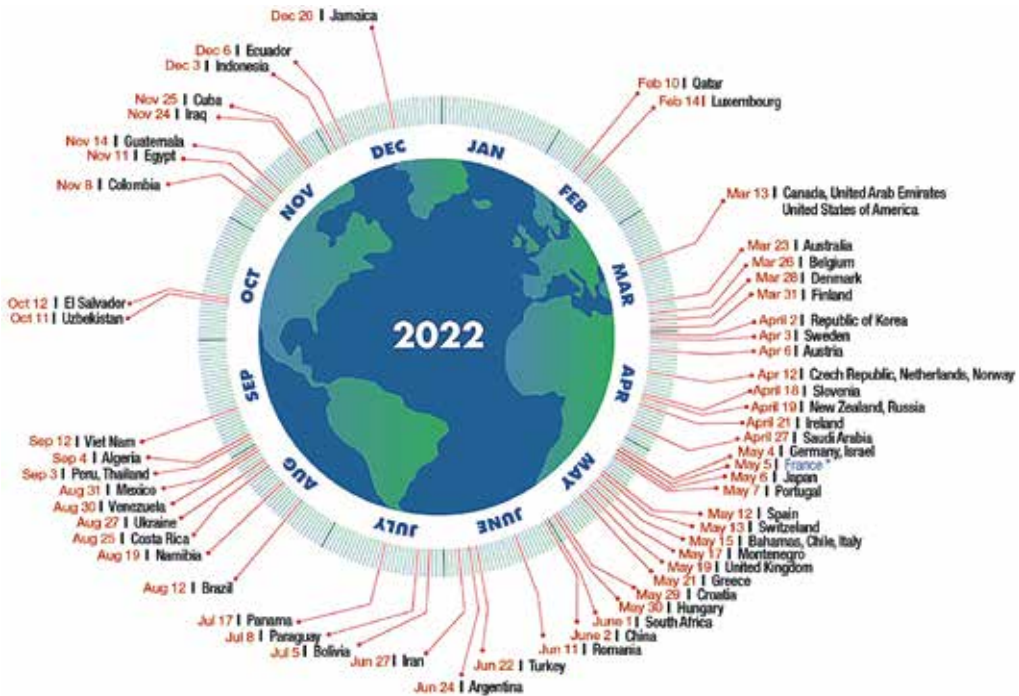 2022
JAN
FEB
MAR
APR
MAY
JUNE
JULY
AUG
SEP
OCT
NOV
DEC
Feb 10 | Qatar
Feb 14 | Luxembourg
Mar 13 | Canada, United Arab Emirates
United States of America
Mar 23 | Australia
Mar 26 | Belgium
Mar 28 | Denmark
Mar 31 | Finland
April 2 | Republic of Korea
Apr 3 | Sweden
Apr 6 | Austria
Apr 12 | Czech Republic, Netherlands, Norway
April 18 | Slovenia
April 19 | New Zealand, Russia
April 21 | Ireland
April 27 | Saudi Arabia
May 4 | Germany, Israel
May 5 | France *
May 6 | Japan
May 7 | Portugal
May 12 | Spain
May 13 | Switzeland
May 15 | Bahamas, Chile, Italy
May 17 | Montenegro
May 19 | United Kingdom
May 21 | Greece
May 29 | Croatia
May 30 | Hungary
June 1 | South Africa
June 2 | China
Jun 11 | Romania
Jun 22 | Turkey
Jun 24 | Argentina
Jun 27 | Iran
Jul 5 | Bolivia
Jul 8 | Paraguay
Jul 17 | Panama
Aug 12 | Brazil
Aug 19 | Namibia
Aug 25 | Costa Rica
Aug 27 | Ukraine
Aug 30 | Venezuela
Aug 31 | Mexico
Sep 3 | Peru, Thailand
Sep 4 | Algeria
Sep 12 | Viet Nam
Oct 11 | Uzbekistan
Oct 12 | El Salvador
Nov 8 | Colombia
Nov 11 | Egypt
Nov 14 | Guatemala
Nov 24 | Iraq
Nov 25 | Cuba
Dec 3 | Indonesia
Dec 6 | Ecuador
Dec 20 | Jamaica